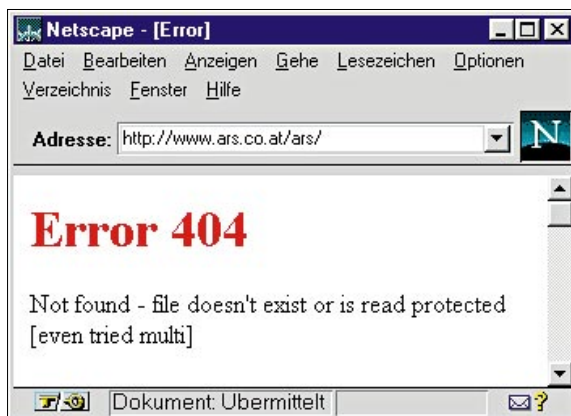 Netscape - [Error]
Datei Bearbeiten Anzeigen Gehe Lesezeichen Optionen
Verzeichnis Fenster Hilfe
Adresse: http://www.ars.co.at/ars/
N
Error 404
Not found - file doesn't exist or is read protected
[even tried multi]
Dokument: Übermittelt
?